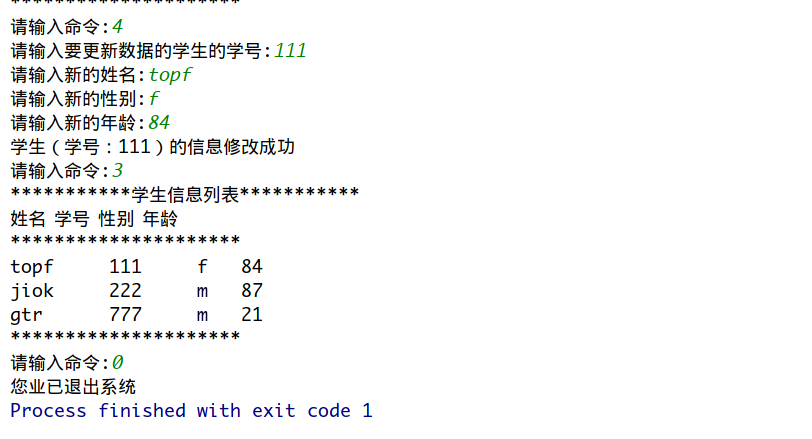 *********************
请输入命令:4
请输入要更新数据的学生的学号:111
请输入新的姓名:topf
请输入新的性别:f
请输入新的年龄:84
学生（学号：111）的信息修改成功
请输入命令:3
***********学生信息列表***********
姓名 学号 性别 年龄
*********************
topf 111 f 84
jiok 222 m 87
gtr 777 m 21
*********************
请输入命令:0
您业已退出系统
Process finished with exit code 1